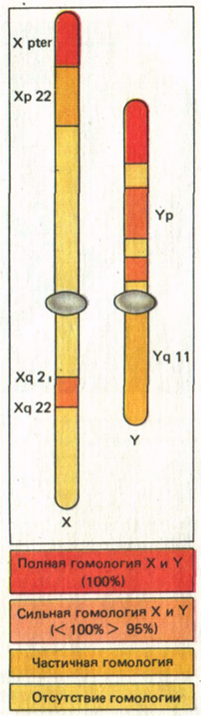 X pter
Xp 22
Yp
Yq 11
Xq 21
Xq 22
Y
X
Полная гомология X и Y
(100%)
Сильная гомология X и Y
(< 100% > 95%)
Частичная гомология
Отсутствие гомологии